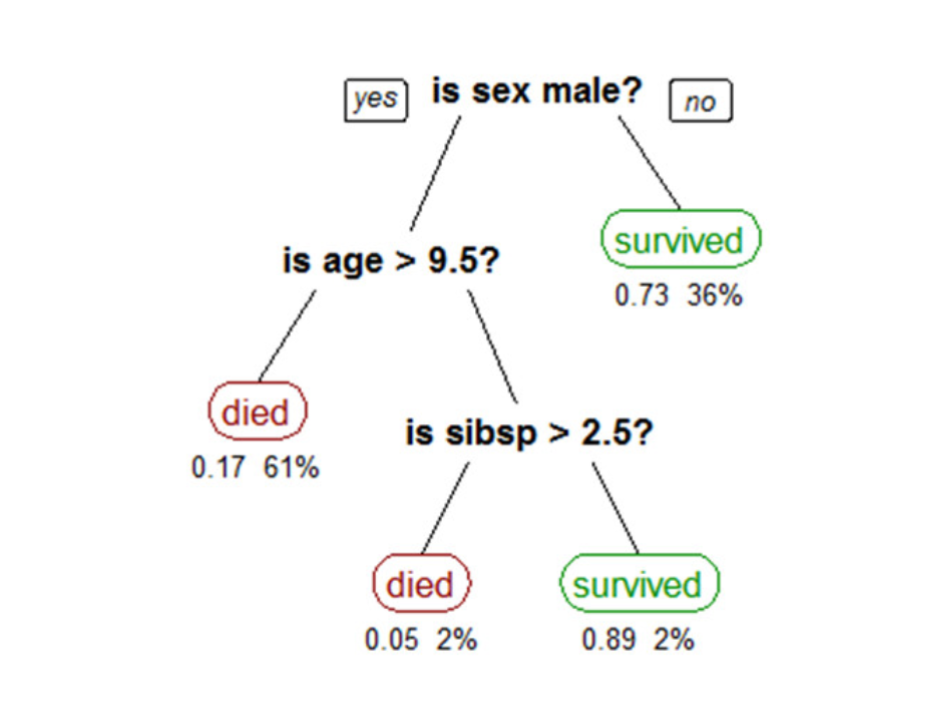 yes is sex male? no
is age > 9.5?
survived
0.73 36%
died
0.17 61%
is sibsp > 2.5?
died
0.05 2%
survived
0.89 2%